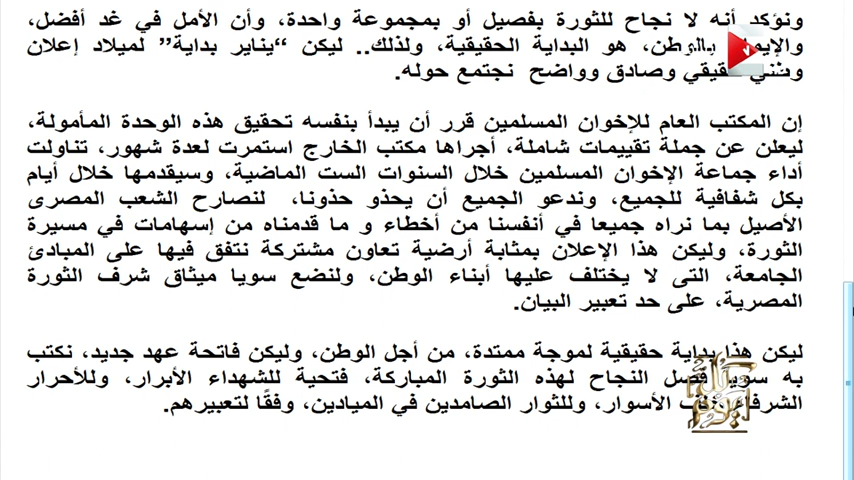 ونؤكد أنه لا نجاح للثورة بفصيل أو بمجموعة واحدة، وأن الأمل في غد أفضل،
بالوطن، هو البداية الحقيقية، ولذلك.. ليكن "يناير بداية" لميلاد إعلان
وصادق وواضح نجتمع حوله.
إن المكتب العام للإخوان المسلمين قرر أن يبدأ بنفسه تحقيق هذه الوحدة المأمولة،
ليعلن عن جملة تقييمات شاملة، أجراها مكتب الخارج استمرت لعدة شهور، تناولت
أداء جماعة الإخوان المسلمين خلال السنوات الست الماضية، وسيقدمها خلال أيام
بكل شفافية للجميع، وندعو الجميع أن يحذو حذونا، لنصارح الشعب المصرى
الأصيل بما نراه جميعا في أنفسنا من أخطاء و ما قدمناه من إسهامات في مسيرة
الثورة، وليكن هذا الإعلان بمثابة أرضية تعاون مشتركة نتفق فيها على المبادئ
الجامعة، التى لا يختلف عليها أبناء الوطن، ولنضع سويا ميثاق شرف الثورة
المصرية، على حد تعبير البيان.
ليكن هذا بداية حقيقية لموجة ممتدة، من أجل الوطن، وليكن فاتحة عهد جديد، نكتب
به سويا فصل النجاح لهذه الثورة المباركة، فتحية للشهداء الأبرار، وللأحرار
الأسوار، وللثوار الصامدين في الميادين، وفقًا لتعبيرهم.